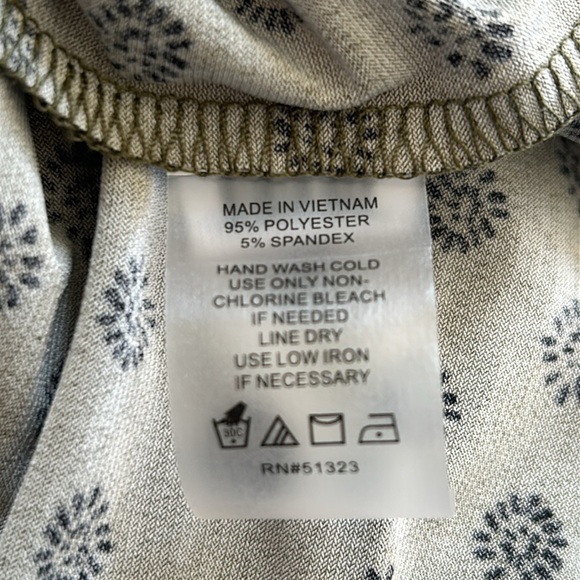 MADE IN VIETNAM
95% POLYESTER
5% SPANDEX
HAND WASH COLD
USE ONLY NON-
CHLORINE BLEACH
IF NEEDED
LINE DRY
USE LOW IRON
IF NECESSARY
RN#51323